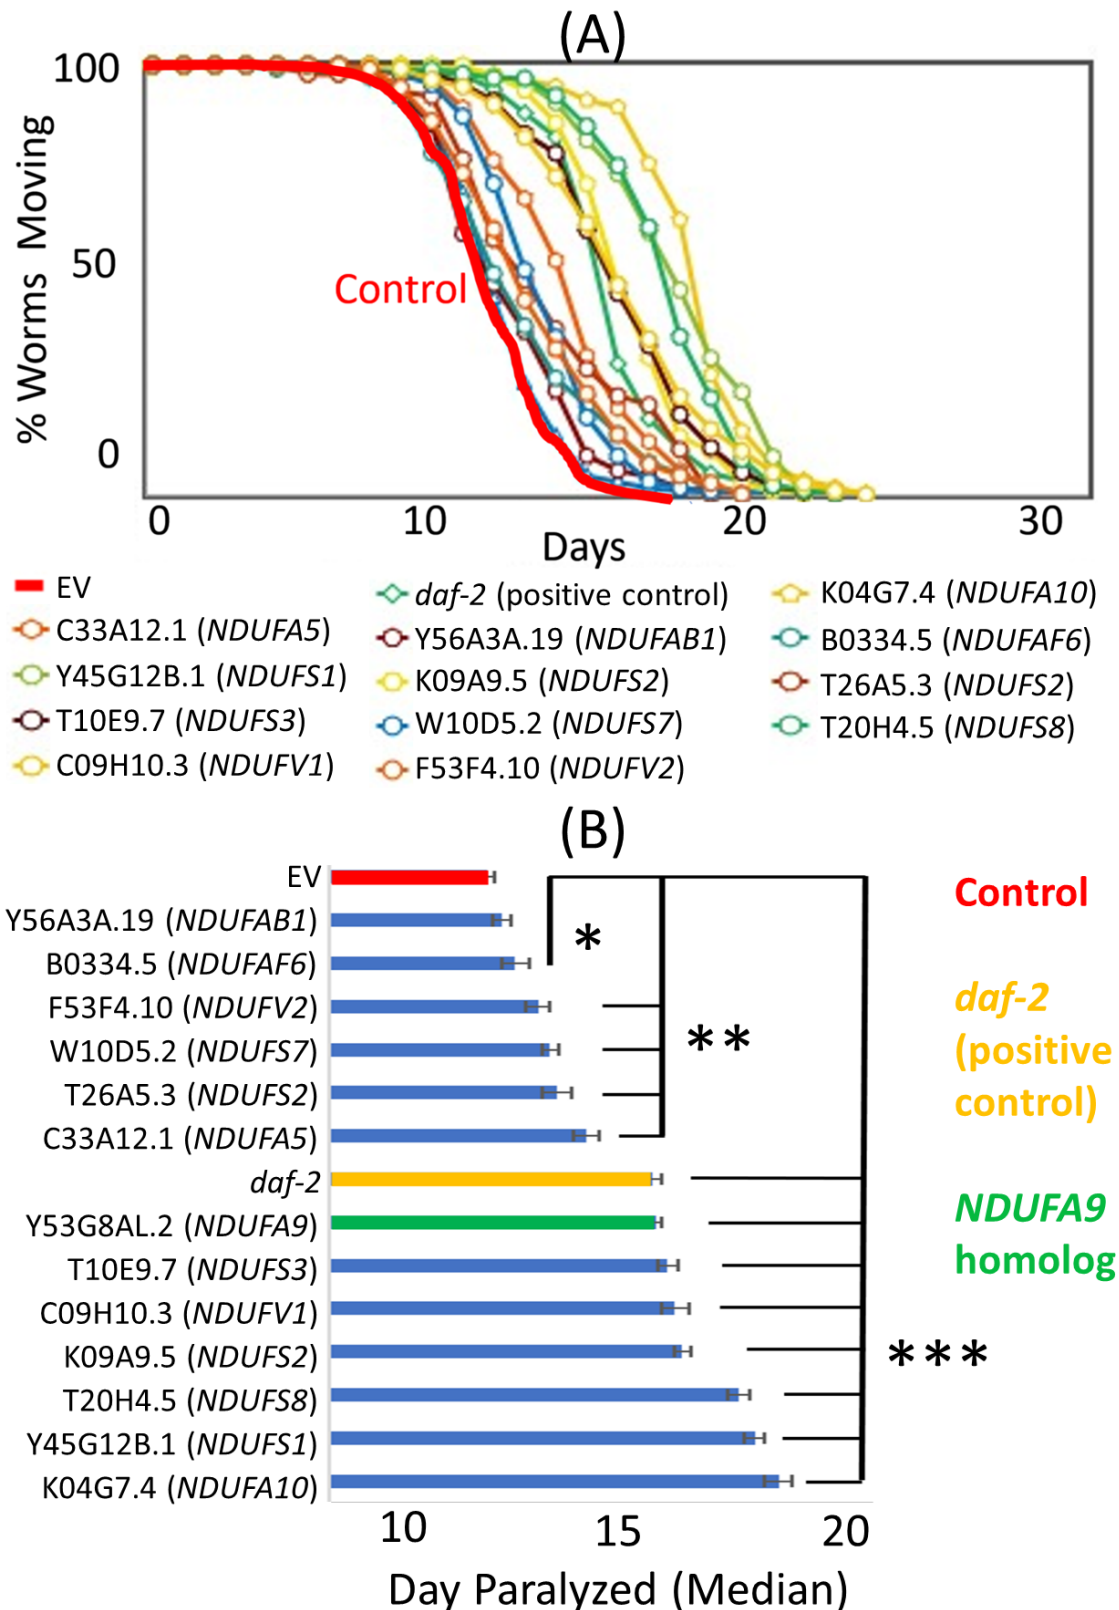 (A)
100
50
0
% Worms Moving
Control
0 10 20 30
Days
EV
C33A12.1 (NDUFA5)
Y45G12B.1 (NDUFS1)
T10E9.7 (NDUFS3)
C09H10.3 (NDUFV1)
daf-2 (positive control)
Y56A3A.19 (NDUFAB1)
K09A9.5 (NDUFS2)
W10D5.2 (NDUFS7)
F53F4.10 (NDUFV2)
K04G7.4 (NDUFA10)
B0334.5 (NDUFAF6)
T26A5.3 (NDUFS2)
T20H4.5 (NDUFS8)
(B)
EV
Y56A3A.19 (NDUFAB1)
B0334.5 (NDUFAF6)
F53F4.10 (NDUFV2)
W10D5.2 (NDUFS7)
T26A5.3 (NDUFS2)
C33A12.1 (NDUFA5)
daf-2
Y53G8AL.2 (NDUFA9)
T10E9.7 (NDUFS3)
C09H10.3 (NDUFV1)
K09A9.5 (NDUFS2)
T20H4.5 (NDUFS8)
Y45G12B.1 (NDUFS1)
K04G7.4 (NDUFA10)
*
**
***
Control
daf-2
(positive
control)
NDUFA9
homolog
10 15 20
Day Paralyzed (Median)